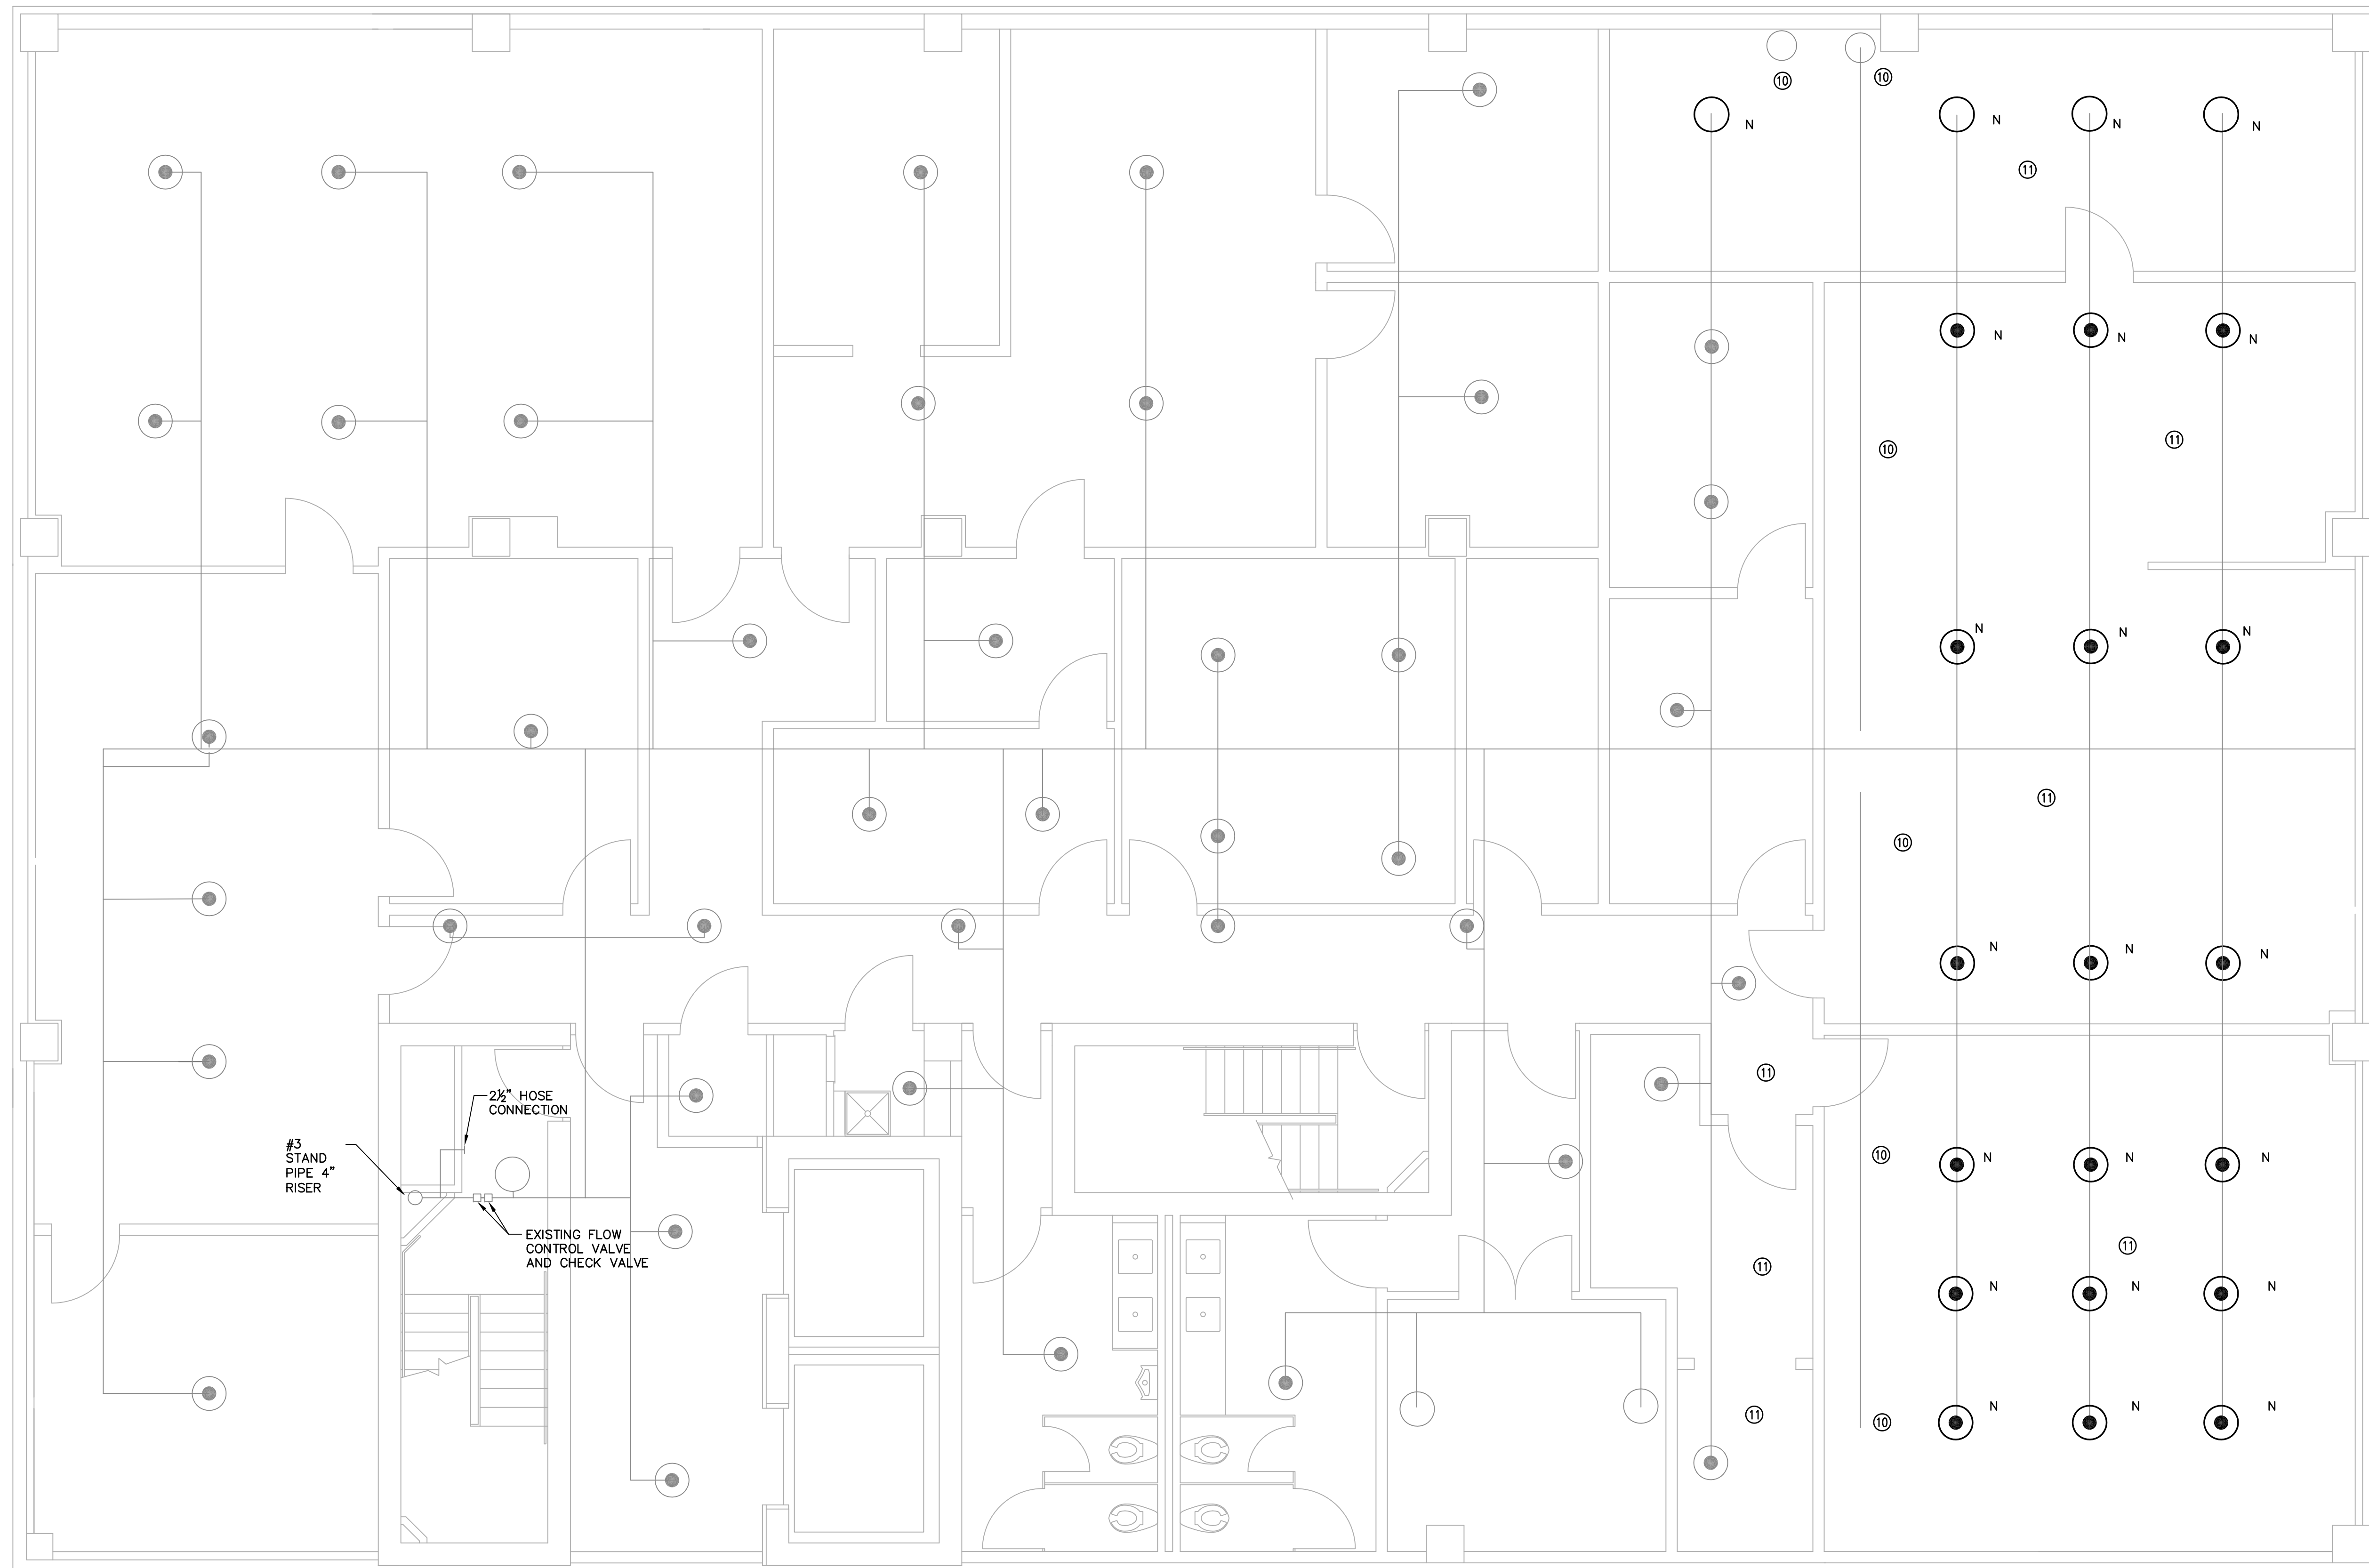 10
10
N
N
N
N
11
N
N
N
11
10
N
N
N
11
10
N
N
N
11
2½" HOSE
CONNECTION
#3
STAND
PIPE 4"
RISER
10
N
N
N
EXISTING FLOW
CONTROL VALVE
AND CHECK VALVE
11
11
N
N
N
11
10
N
N
N